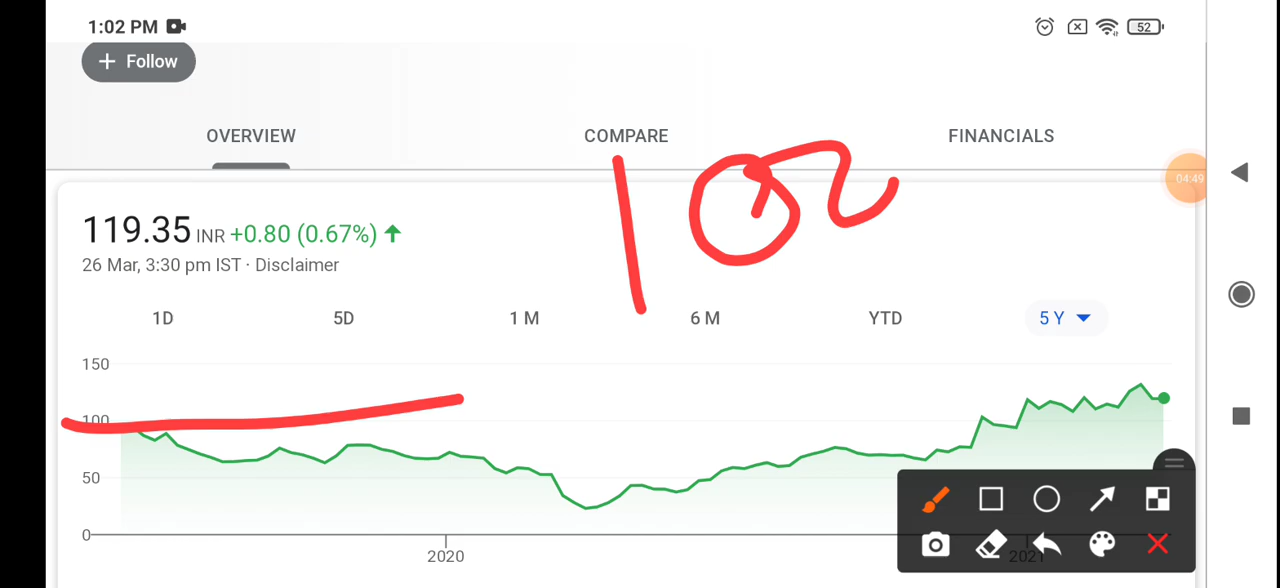 1:02 PM
52
+ Follow
OVERVIEW COMPARE FINANCIALS
102
04:49
119.35 INR +0.80 (0.67%)
26 Mar, 3:30 pm IST · Disclaimer
1D 5D 1 M 6 M YTD 5 Y
150
100
50
0
2020 2021